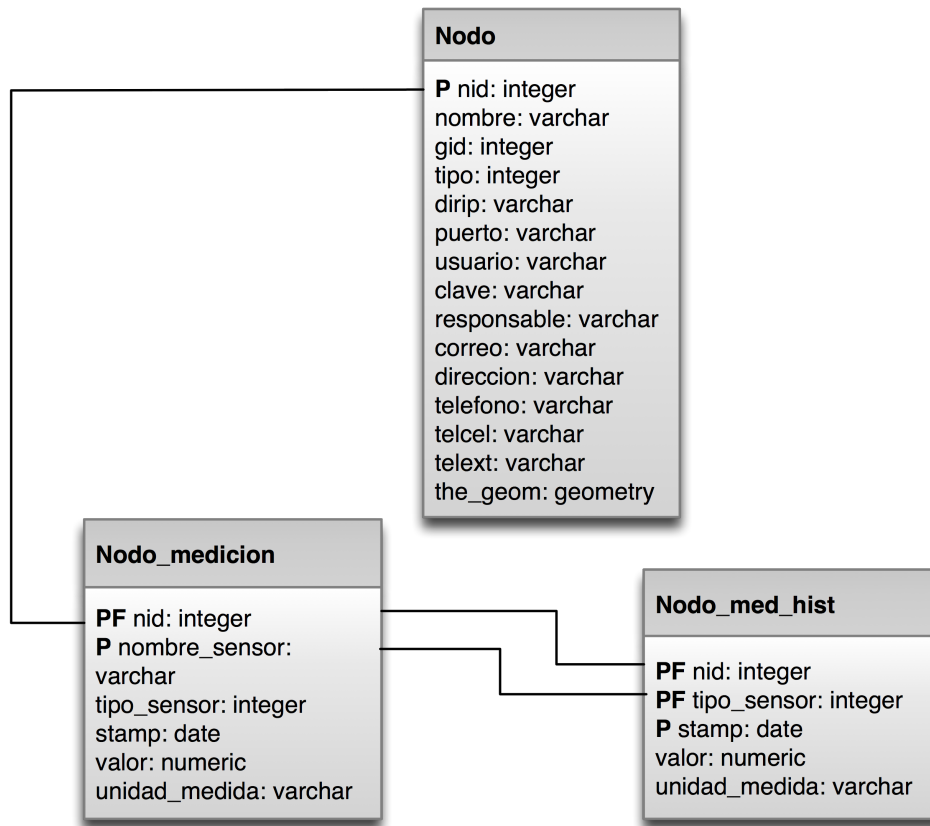 Nodo
P nid: integer
nombre: varchar
gid: integer
tipo: integer
dirip: varchar
puerto: varchar
usuario: varchar
clave: varchar
responsable: varchar
correo: varchar
direccion: varchar
telefono: varchar
telcel: varchar
telext: varchar
the_geom: geometry
Nodo_medicion
PF nid: integer
P nombre_sensor:
varchar
tipo_sensor: integer
stamp: date
valor: numeric
unidad_medida: varchar
Nodo_med_hist
PF nid: integer
PF tipo_sensor: integer
P stamp: date
valor: numeric
unidad_medida: varchar